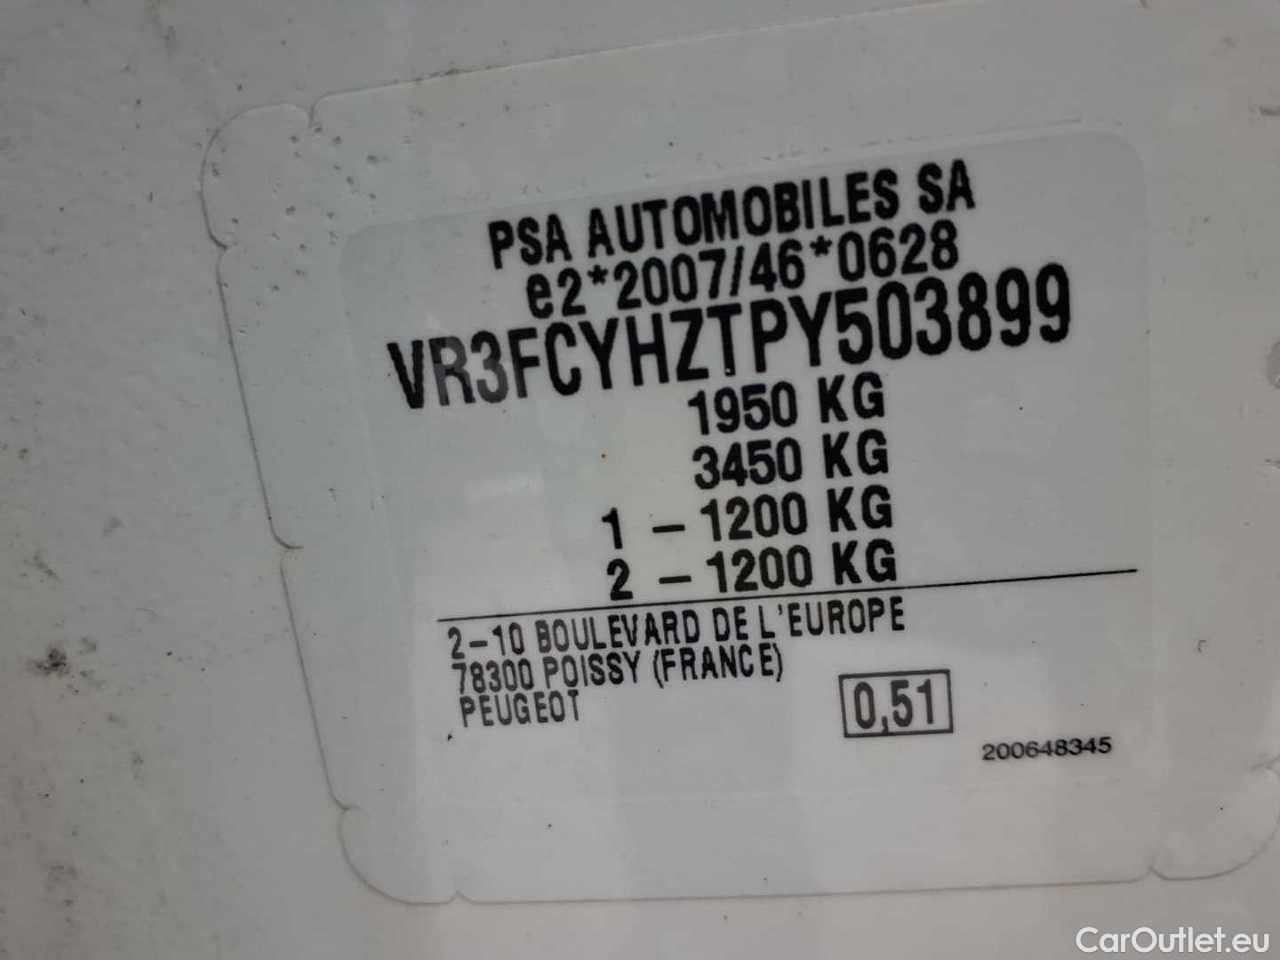 PSA AUTOMOBILES SA
e2*2007/46*0628
VR3FCYHZTPY503899
1950 KG
3450 KG
1 – 1200 KG
2 – 1200 KG
2–10 BOULEVARD DE L'EUROPE
78300 POISSY (FRANCE)
PEUGEOT
0,51
200648345
CarOutlet.eu